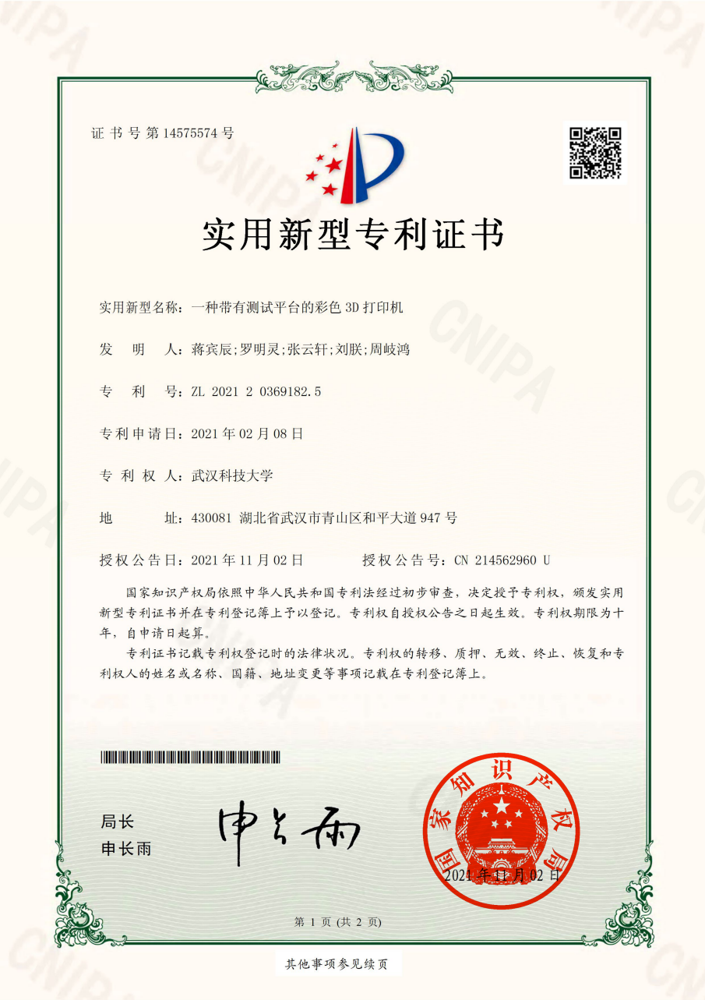 证书号第14575574号
实用新型专利证书
实用新型名称：一种带有测试平台的彩色3D打印机
发明人：蒋宾辰;罗明灵;张云轩;刘朕;周岐鸿
专利号：ZL 2021 2 0369182.5
专利申请日：2021年02月08日
专利权人：武汉科技大学
地址：430081 湖北省武汉市青山区和平大道947号
授权公告日：2021年11月02日 授权公告号：CN 214562960 U
国家知识产权局依照中华人民共和国专利法经过初步审查，决定授予专利权，颁发实用
新型专利证书并在专利登记簿上予以登记。专利权自授权公告之日起生效。专利权期限为十
年，自申请日起算。
专利证书记载专利权登记时的法律状况。专利权的转移、质押、无效、终止、恢复和专
利权人的姓名或名称、国籍、地址变更等事项记载在专利登记簿上。
局长
申长雨
申长雨
国家知识产权局
2021年11月02日
第 1 页 (共 2 页)
其他事项参见续页
CNIPA
CNIPA
CNIPA
CNIPA